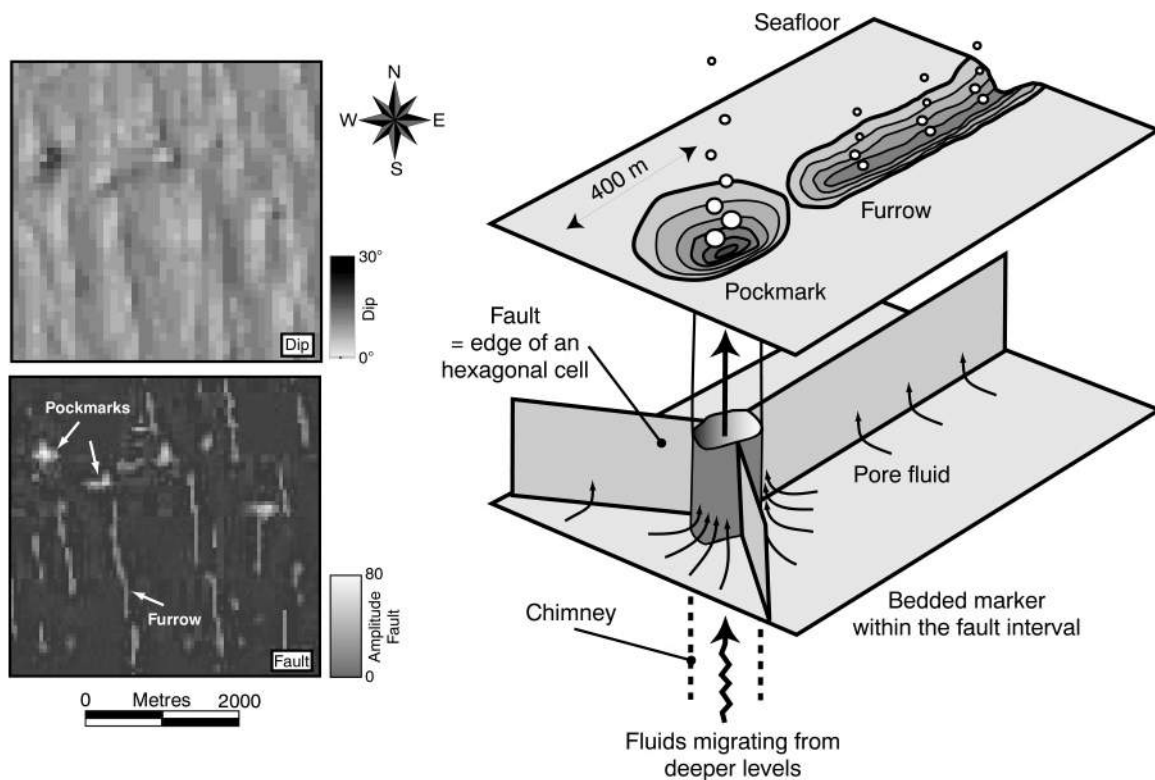 N
W
E
S
30°
Dip
0°
Dip
Pockmarks
Furrow
Fault
80
Amplitude
Fault
0
0 Metres 2000
Seafloor
400 m
Furrow
Pockmark
Fault
= edge of an
hexagonal cell
Pore fluid
Chimney
Bedded marker
within the fault interval
Fluids migrating from
deeper levels